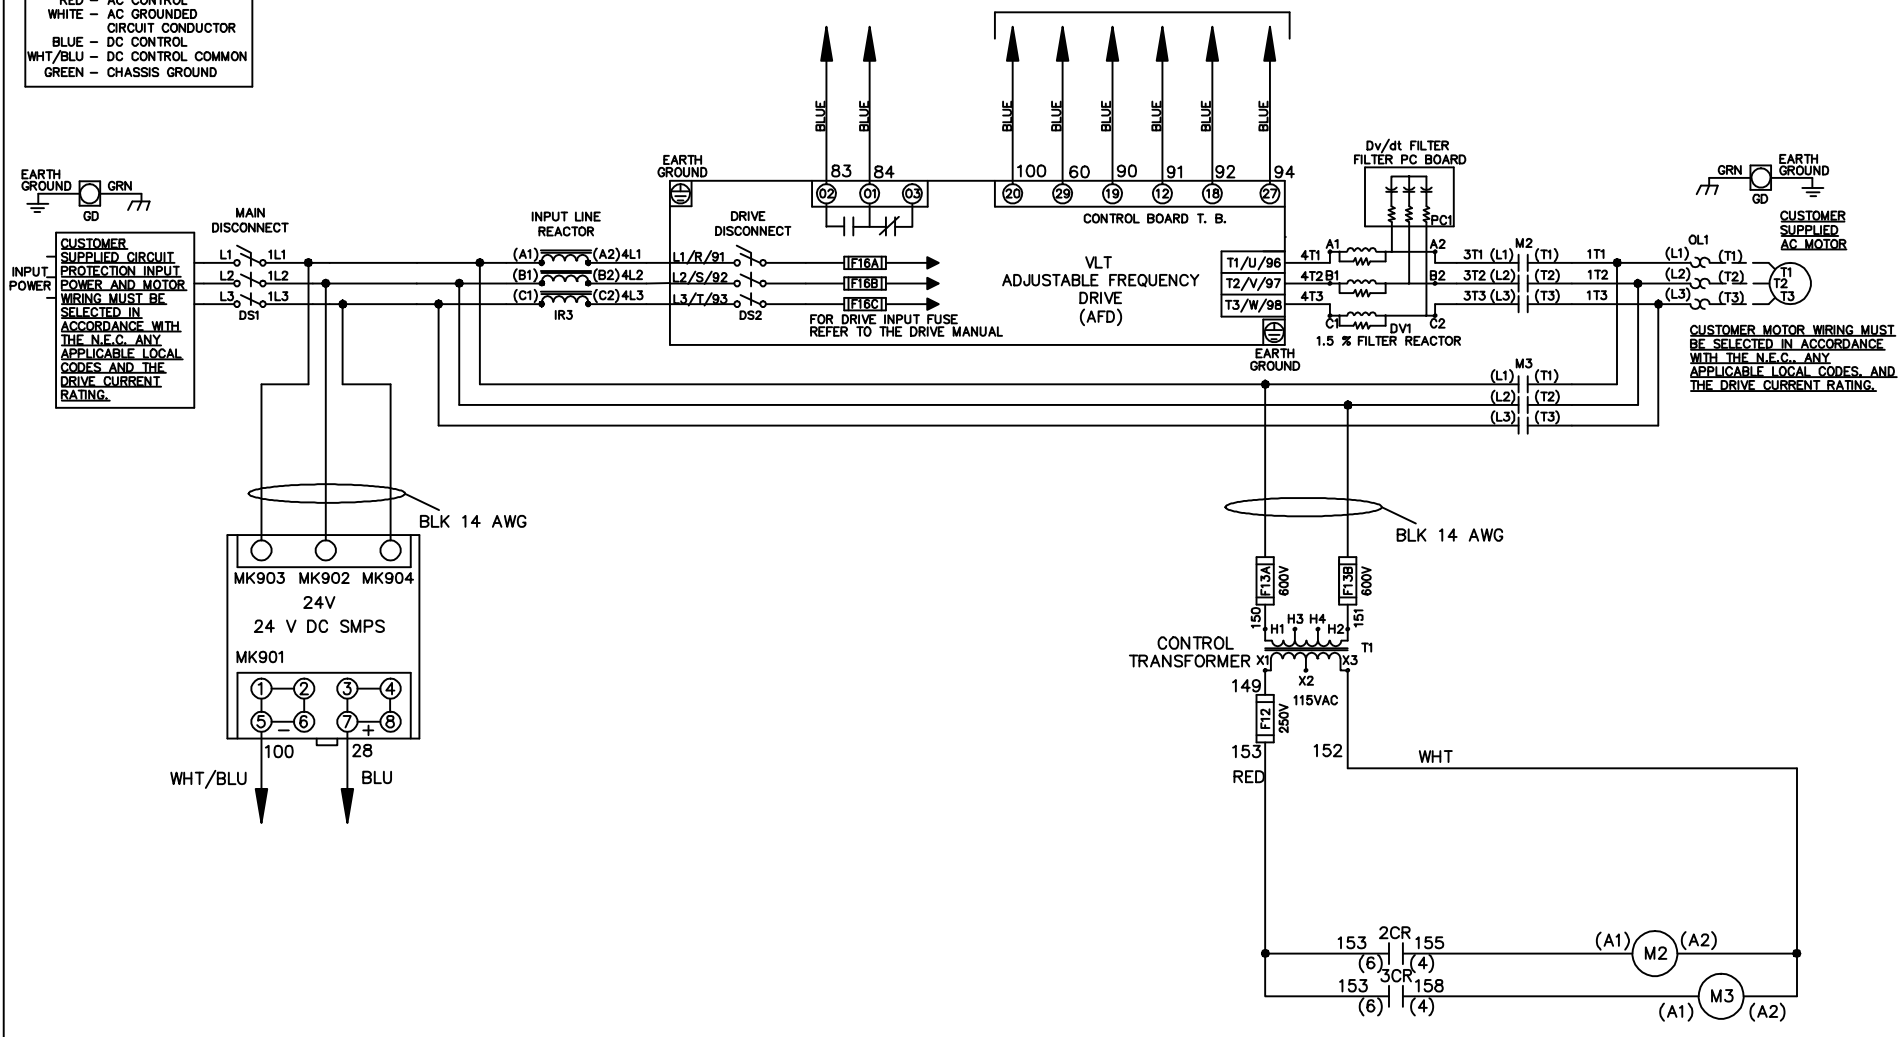 RED – AC CONTROL
WHITE – AC GROUNDED
CIRCUIT CONDUCTOR
BLUE – DC CONTROL
WHT/BLU – DC CONTROL COMMON
GREEN – CHASSIS GROUND
BLUE
BLUE
BLUE
BLUE
BLUE
BLUE
BLUE
BLUE
EARTH
GROUND
GRN
GD
MAIN
DISCONNECT
INPUT LINE
REACTOR
EARTH
GROUND
DRIVE
DISCONNECT
83
84
02
01
03
100
60
90
91
92
94
20
29
19
12
18
27
CONTROL BOARD T. B.
Dv/dt FILTER
FILTER PC BOARD
PC1
GRN
EARTH
GROUND
GD
CUSTOMER
SUPPLIED
AC MOTOR
INPUT
POWER
CUSTOMER
SUPPLIED CIRCUIT
PROTECTION INPUT
POWER AND MOTOR
WIRING MUST BE
SELECTED IN
ACCORDANCE WITH
THE N.E.C. ANY
APPLICABLE LOCAL
CODES AND THE
DRIVE CURRENT
RATING.
L1 1L1
L2 1L2
L3 1L3
DS1
(A1) (A2) 4L1
(B1) (B2) 4L2
(C1) (C2) 4L3
IR3
L1/R/91
L2/S/92
L3/T/93
DS2
F16A
F16B
F16C
FOR DRIVE INPUT FUSE
REFER TO THE DRIVE MANUAL
VLT
ADJUSTABLE FREQUENCY
DRIVE
(AFD)
T1/U/96
T2/V/97
T3/W/98
EARTH
GROUND
4T1 A1 A2
4T2 B1 B2
4T3
C1 DV1 C2
1.5 % FILTER REACTOR
M2
3T1 (L1) (T1) 1T1
3T2 (L2) (T2) 1T2
3T3 (L3) (T3) 1T3
OL1
(L1) (T1)
(L2) (T2)
(L3) (T3)
T1
T2
T3
CUSTOMER MOTOR WIRING MUST
BE SELECTED IN ACCORDANCE
WITH THE N.E.C., ANY
APPLICABLE LOCAL CODES, AND
THE DRIVE CURRENT RATING.
M3
(L1) (T1)
(L2) (T2)
(L3) (T3)
BLK 14 AWG
BLK 14 AWG
MK903 MK902 MK904
24V
24 V DC SMPS
MK901
1 2 3 4
5 6 7 8
– +
100 28
WHT/BLU BLU
F13A
600V
F13B
600V
150
151
H1 H3 H4 H2
T1
CONTROL
TRANSFORMER
X1 X3
X2
149
115VAC
F12
250V
153
152
RED
WHT
2CR
153 155
(6) (4)
(A1) M2 (A2)
3CR
153 158
(6) (4)
(A1) M3 (A2)